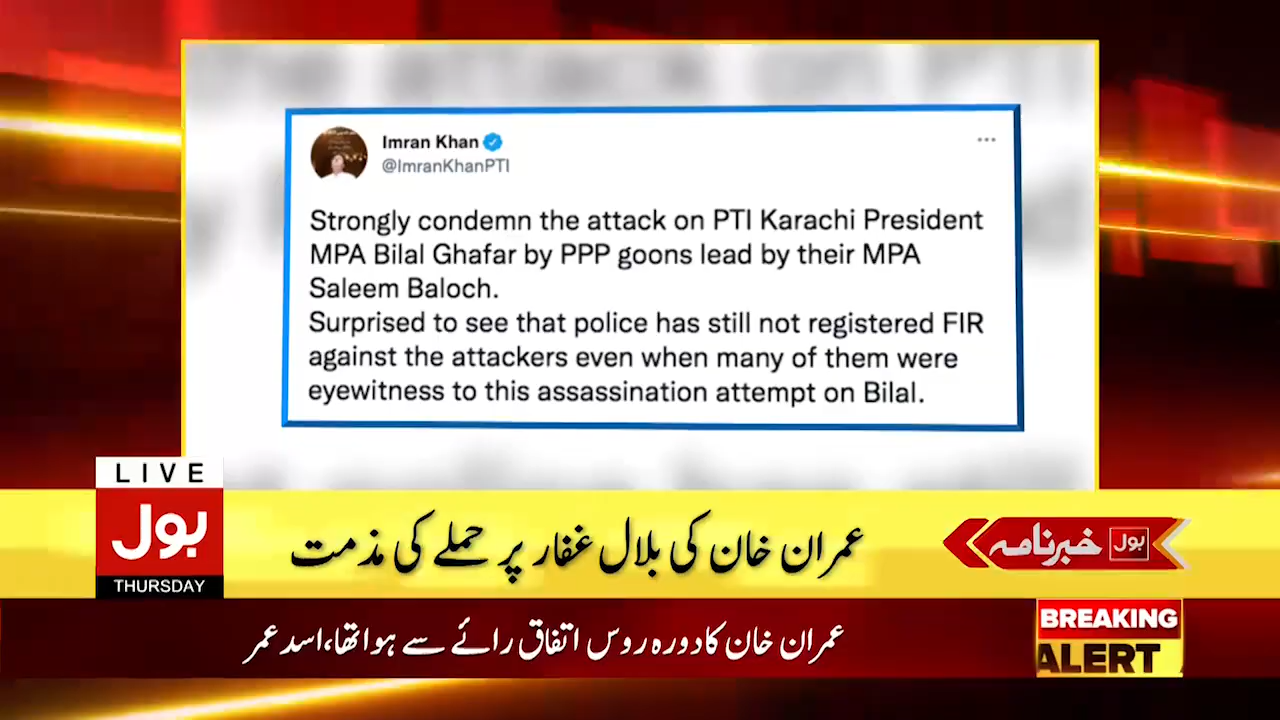 Imran Khan
@ImranKhanPTI
Strongly condemn the attack on PTI Karachi President
MPA Bilal Ghafar by PPP goons lead by their MPA
Saleem Baloch.
Surprised to see that police has still not registered FIR
against the attackers even when many of them were
eyewitness to this assassination attempt on Bilal.
LIVE
بول
THURSDAY
عمران خان کی بلال غفار پر حملے کی مذمت
بول خبرنامہ
عمران خان کا دورہ روس اتفاق رائے سے ہوا تھا، اسد عمر
BREAKING
ALERT